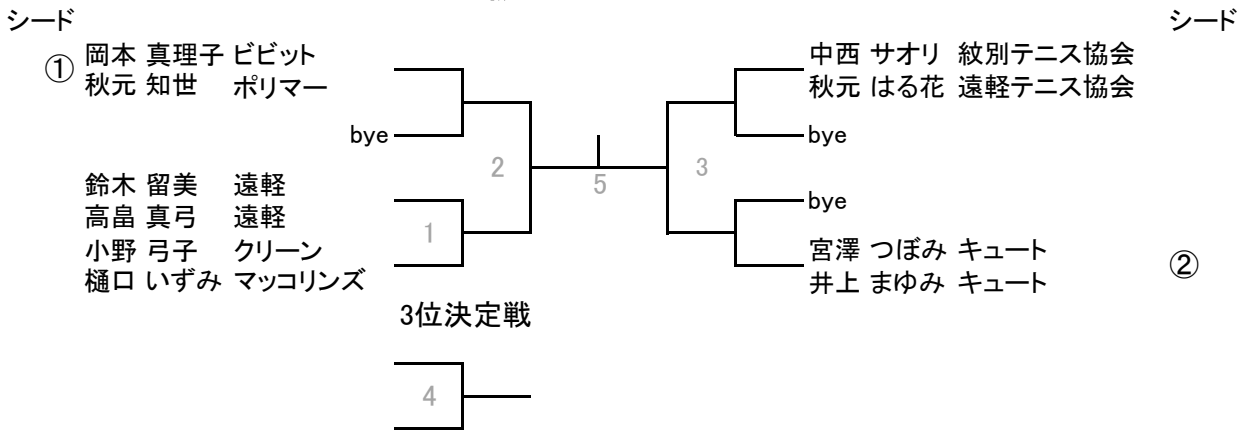 シード シード
① 岡本 真理子 ビビット
秋元 知世 ポリマー
bye
鈴木 留美 遠軽
高畠 真弓 遠軽
小野 弓子 クリーン
樋口 いずみ マッコリンズ
2
1
5
3
中西 サオリ 紋別テニス協会
秋元 はる花 遠軽テニス協会
bye
bye
宮澤 つぼみ キュート
井上 まゆみ キュート
②
3位決定戦
4